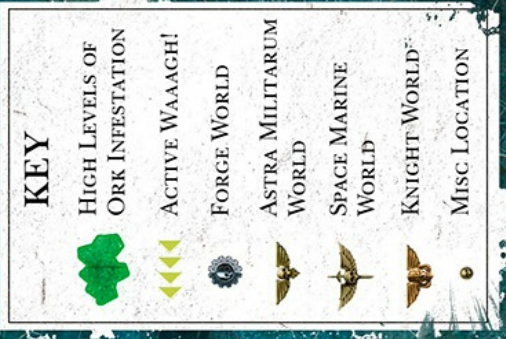 KEY
HIGH LEVELS OF
ORK INFESTATION
ACTIVE WAAAGH!
FORGE WORLD
ASTRA MILITARUM
WORLD
SPACE MARINE
WORLD
KNIGHT WORLD
MISC LOCATION